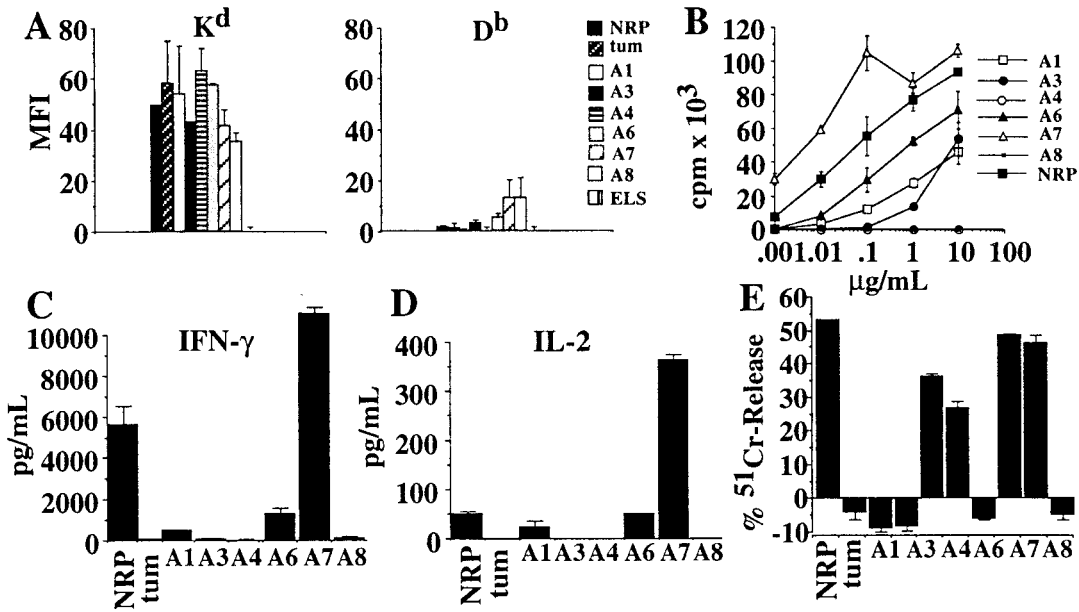 A
K^d
MFI
80
60
40
20
0
D^b
80
60
40
20
0
NRP
tum
A1
A3
A4
A6
A7
A8
ELS
B
cpm x 10^3
120
100
80
60
40
20
0
.001
.01
.1
1
10
100
μg/mL
A1
A3
A4
A6
A7
A8
NRP
C
IFN-γ
pg/mL
10000
8000
6000
4000
2000
0
NRP
tum
A1
A3
A4
A6
A7
A8
D
IL-2
pg/mL
400
300
200
100
50
0
NRP
tum
A1
A3
A4
A6
A7
A8
E
% ^51Cr-Release
60
50
40
30
20
10
0
-10
NRP
tum
A1
A3
A4
A6
A7
A8